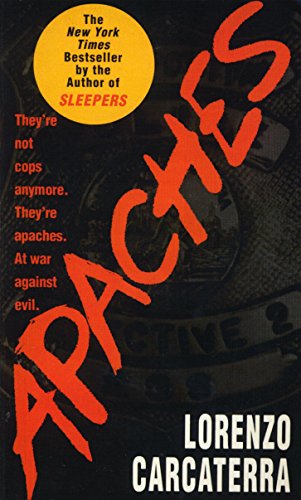 The
New York
Times
Bestseller
by the
Author of
SLEEPERS
They're
not
cops
anymore.
They're
apaches.
At war
against
evil.
APACHES
LORENZO
CARCATERRA